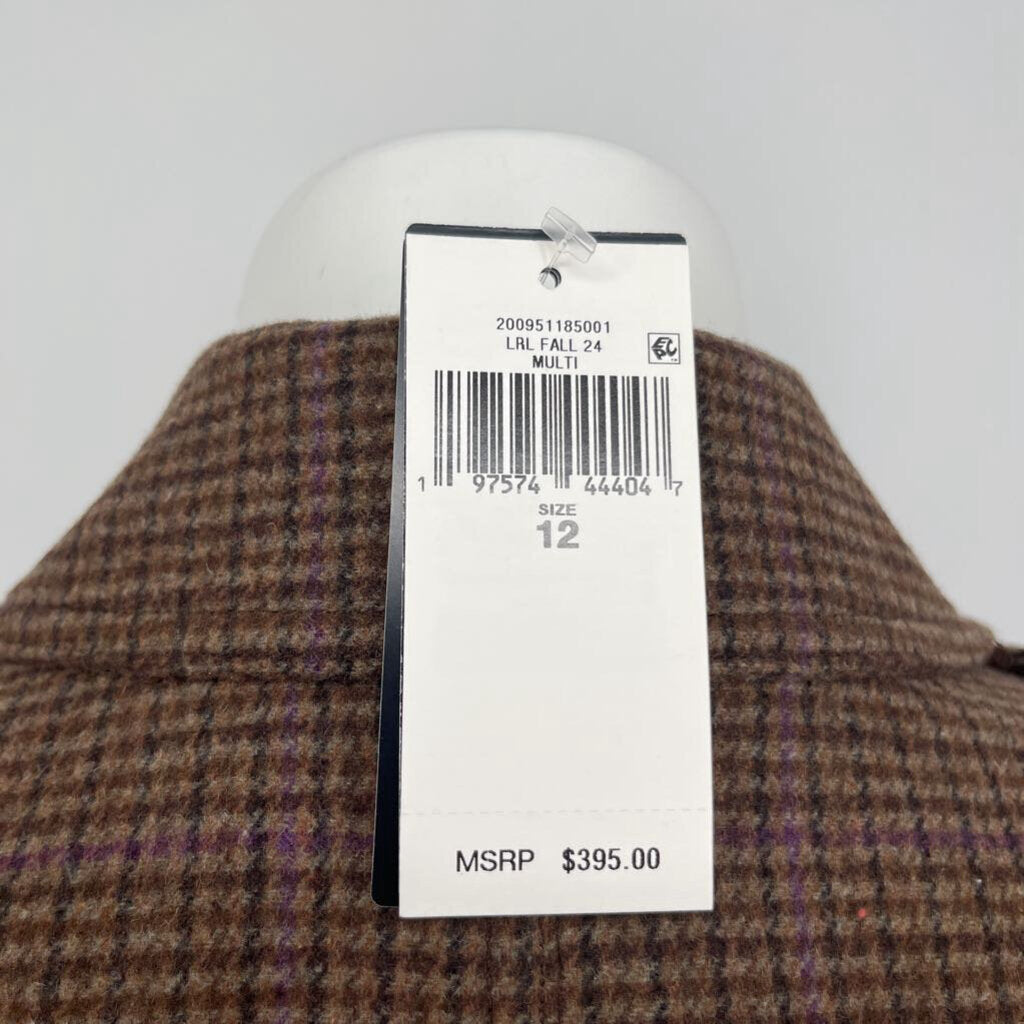 200951185001
LRL FALL 24
MULTI
1 97574 44404 7
SIZE
12
MSRP $395.00